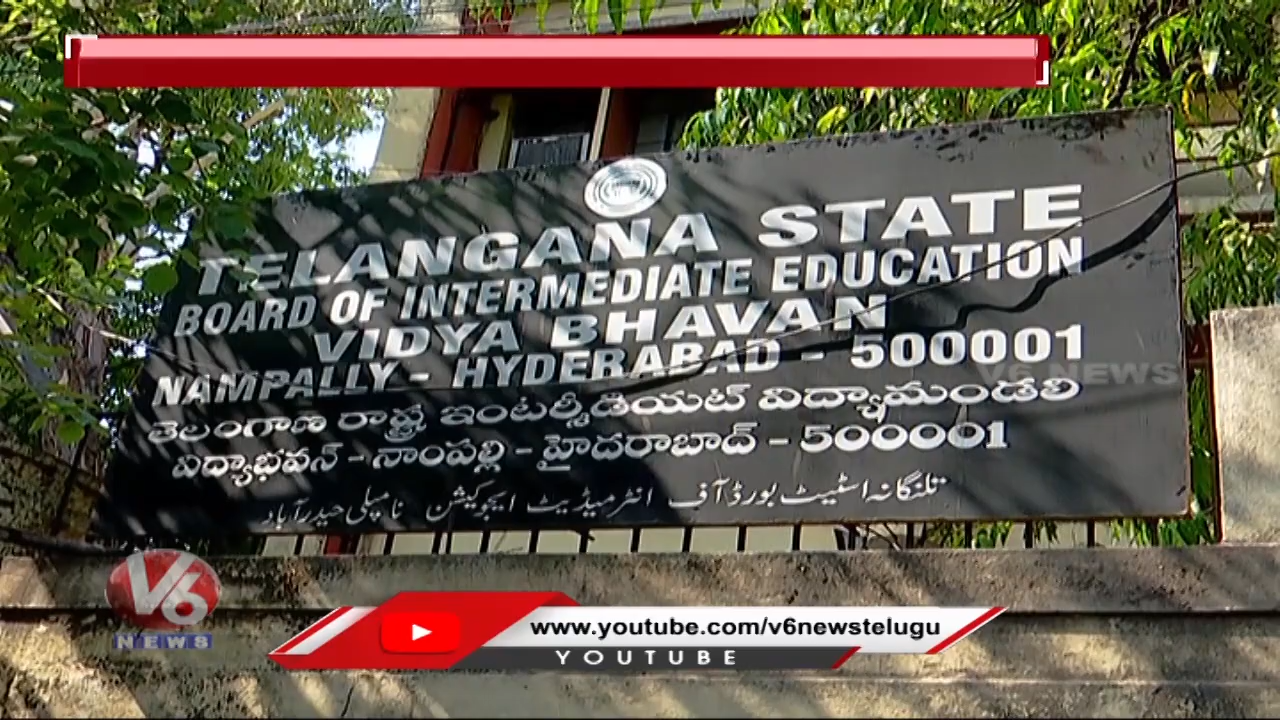 TELANGANA STATE
BOARD OF INTERMEDIATE EDUCATION
VIDYA BHAVAN
NAMPALLY - HYDERABAD - 500001
తెలంగాణ రాష్ట్ర ఇంటర్మీడియట్ విద్యామండలి
విద్యాభవన్ - నాంపల్లి - హైదరాబాద్ - 500001
تلنگانہ اسٹیٹ بورڈ آف انٹرمیڈیٹ ایجوکیشن نامپلی حیدرآباد
V6 NEWS
V6
NEWS
www.youtube.com/v6newstelugu
YOUTUBE